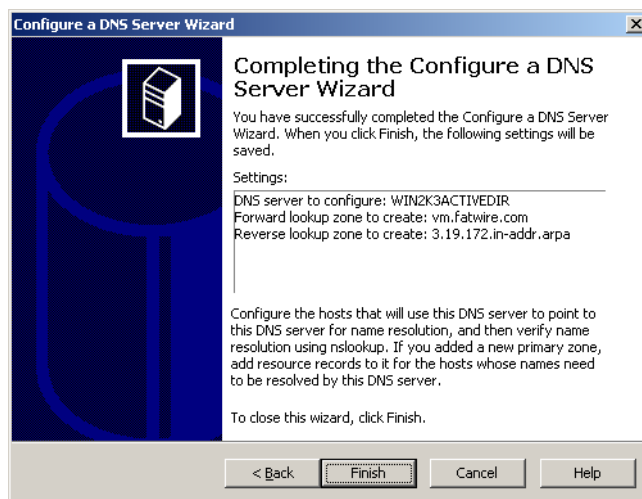 Configure a DNS Server Wizard
Completing the Configure a DNS
Server Wizard
You have successfully completed the Configure a DNS Server
Wizard. When you click Finish, the following settings will be
saved.
Settings:
DNS server to configure: WIN2K3ACTIVEDIR
Forward lookup zone to create: vm.fatwire.com
Reverse lookup zone to create: 3.19.172.in-addr.arpa
Configure the hosts that will use this DNS server to point to
this DNS server for name resolution, and then verify name
resolution using nslookup. If you added a new primary zone,
add resource records to it for the hosts whose names need
to be resolved by this DNS server.
To close this wizard, click Finish.
< Back Finish Cancel Help